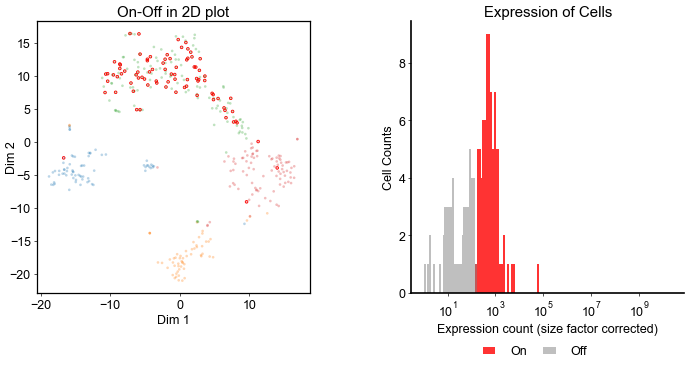 On-Off in 2D plot
Dim 2
15
10
5
0
−5
−10
−15
−20
−20
−10
0
10
Dim 1
Expression of Cells
Cell Counts
8
6
4
2
0
10^1
10^3
10^5
10^7
10^9
Expression count (size factor corrected)
On
Off